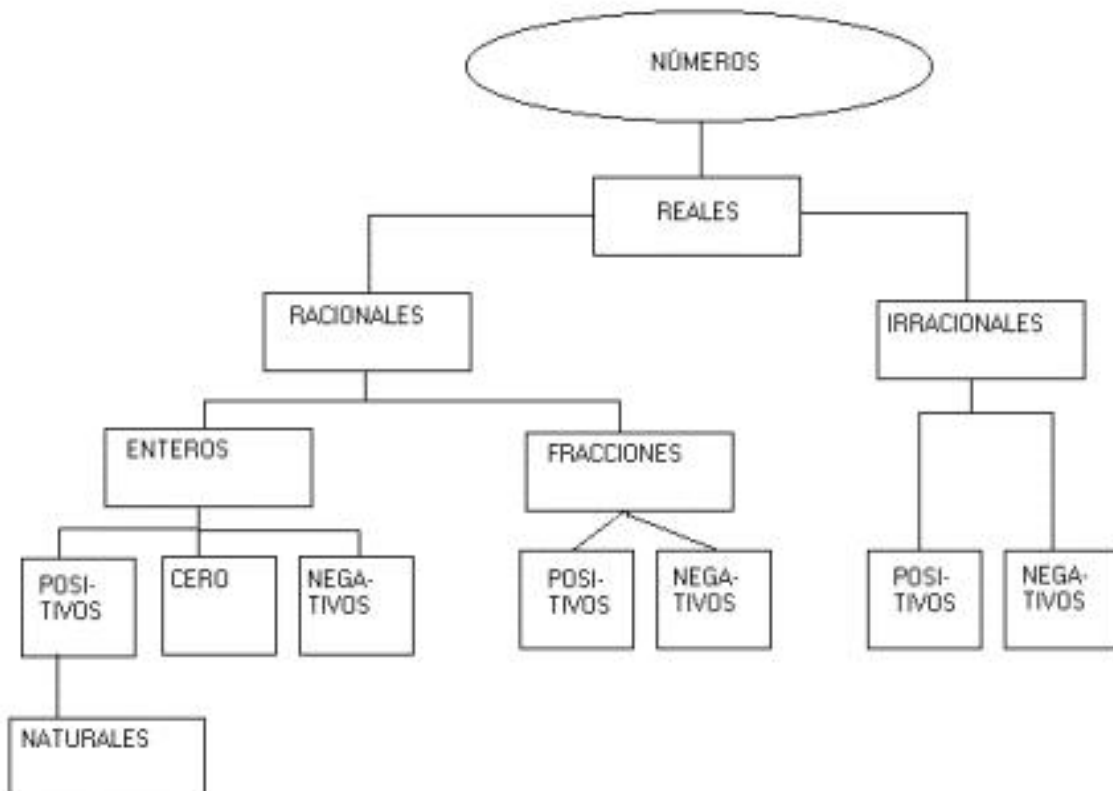 NÚMEROS
REALES
RACIONALES
IRRACIONALES
ENTEROS
FRACCIONES
POSI-
TIVOS
CERO
NEGA-
TIVOS
POSI-
TIVOS
NEGA-
TIVOS
POSI-
TIVOS
NEGA-
TIVOS
NATURALES